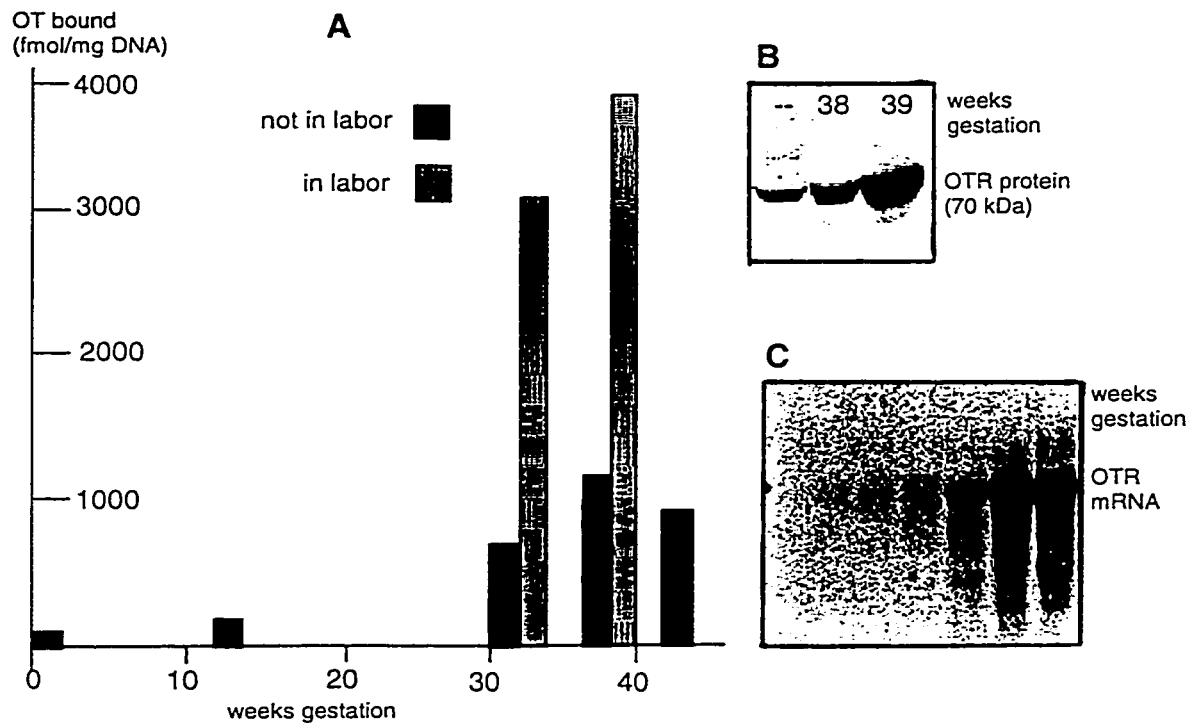 OT bound
(fmol/mg DNA)
A
4000
3000
2000
1000
not in labor
in labor
0
10
20
30
40
weeks gestation
B
-- 38 39
weeks
gestation
OTR protein
(70 kDa)
C
weeks
gestation
OTR
mRNA